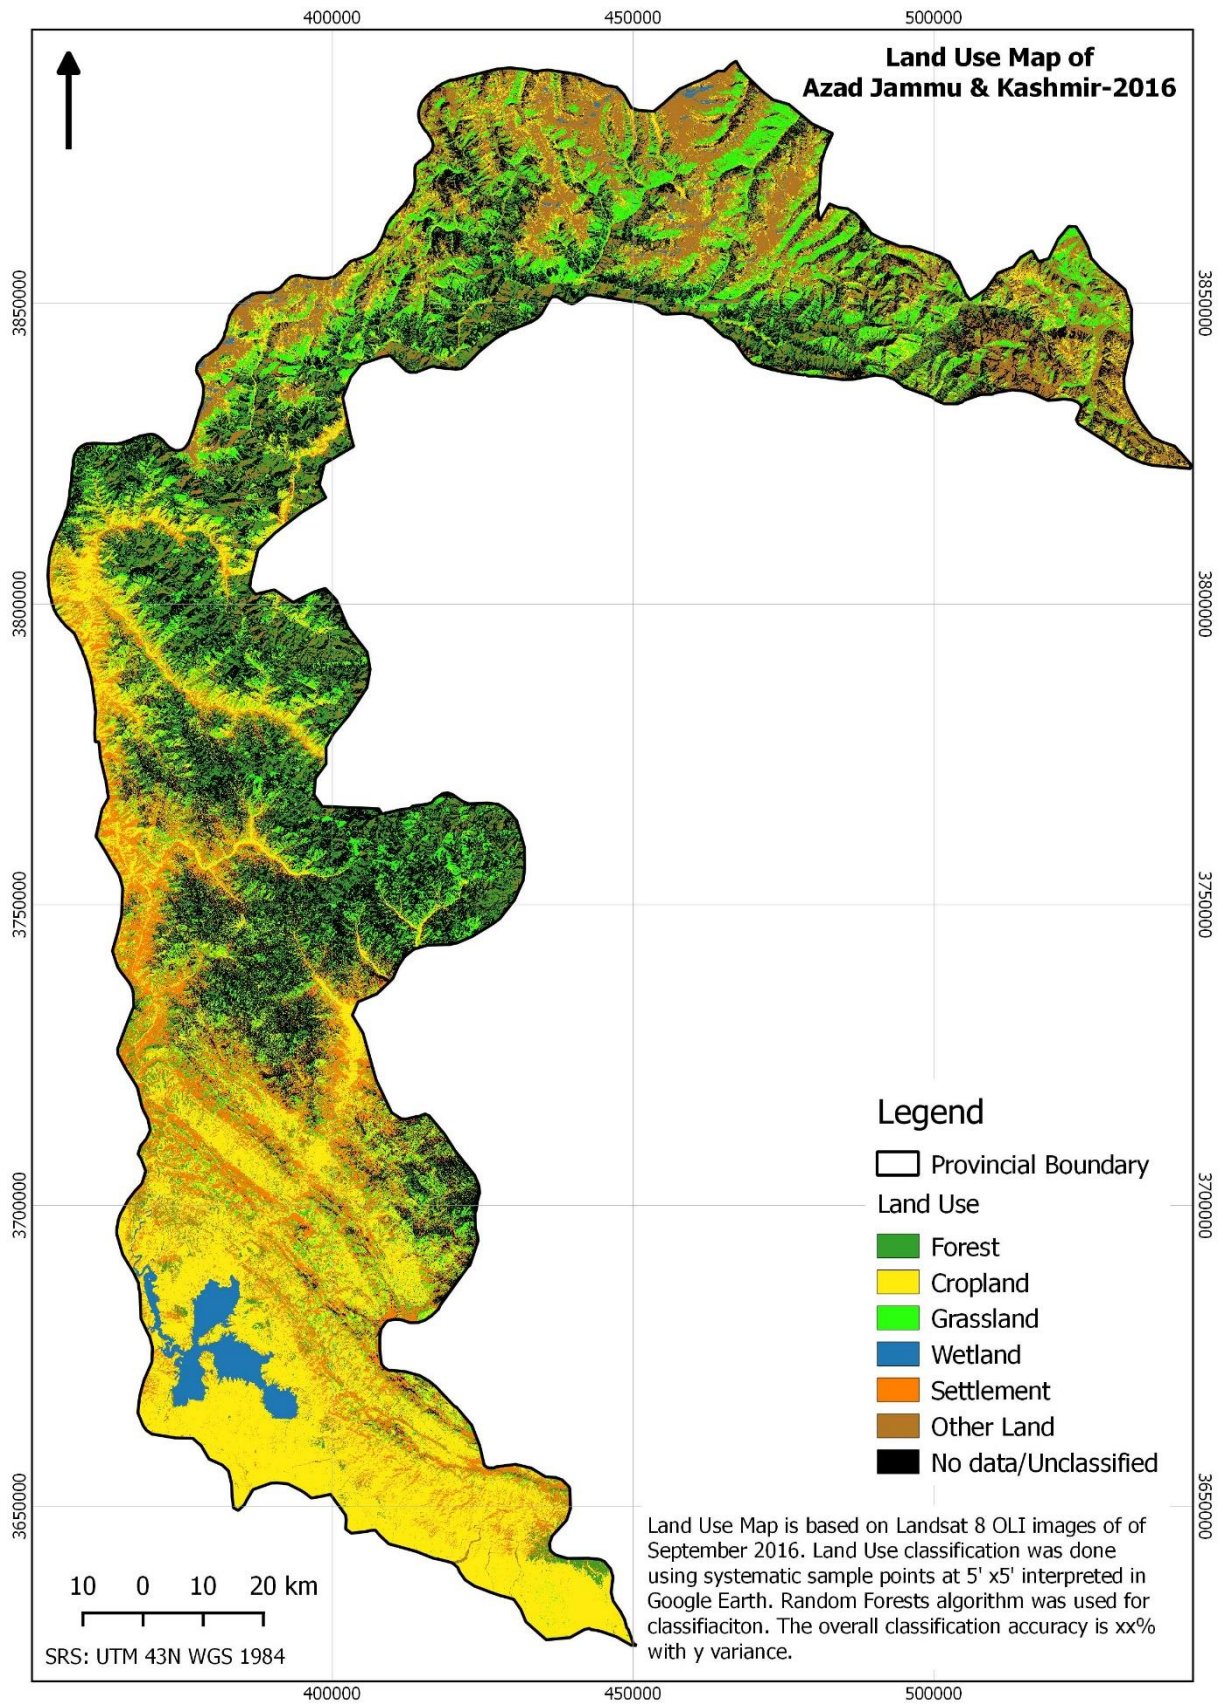 400000
450000
500000
Land Use Map of
Azad Jammu & Kashmir-2016
3850000
3850000
3800000
3800000
3750000
3750000
3700000
3700000
3650000
3650000
Legend
Provincial Boundary
Land Use
Forest
Cropland
Grassland
Wetland
Settlement
Other Land
No data/Unclassified
Land Use Map is based on Landsat 8 OLI images of of
September 2016. Land Use classification was done
using systematic sample points at 5' x5' interpreted in
Google Earth. Random Forests algorithm was used for
classifiaciton. The overall classification accuracy is xx%
with y variance.
10 0 10 20 km
SRS: UTM 43N WGS 1984
400000
450000
500000